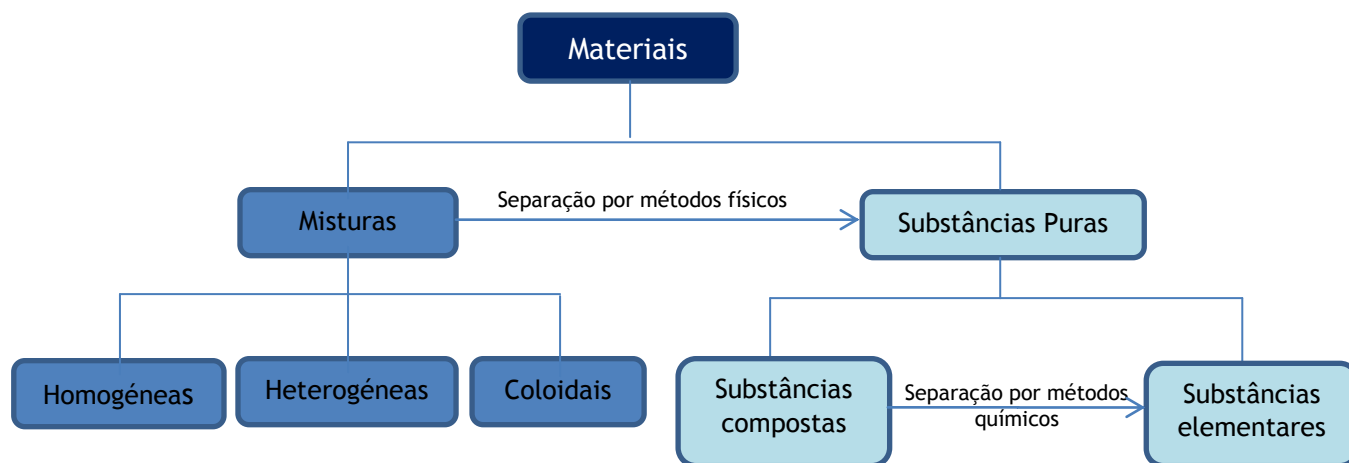 Materiais
Separação por métodos físicos
Misturas
Substâncias Puras
Homogéneas
Heterogéneas
Coloidais
Substâncias
compostas
Separação por métodos
químicos
Substâncias
elementares